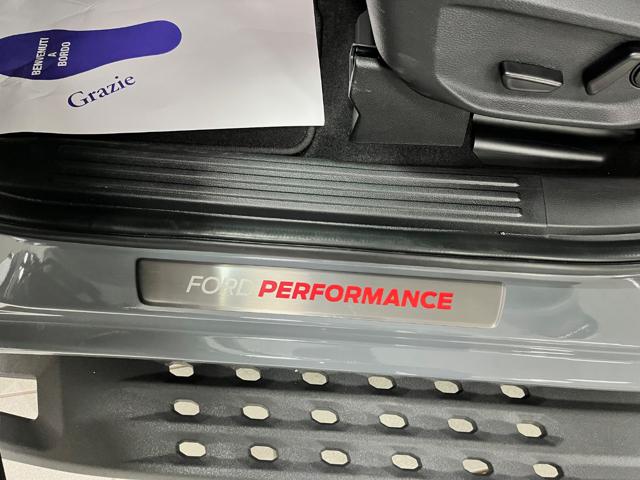 BENVENUTI
A
BORDO
Grazie
FORD PERFORMANCE